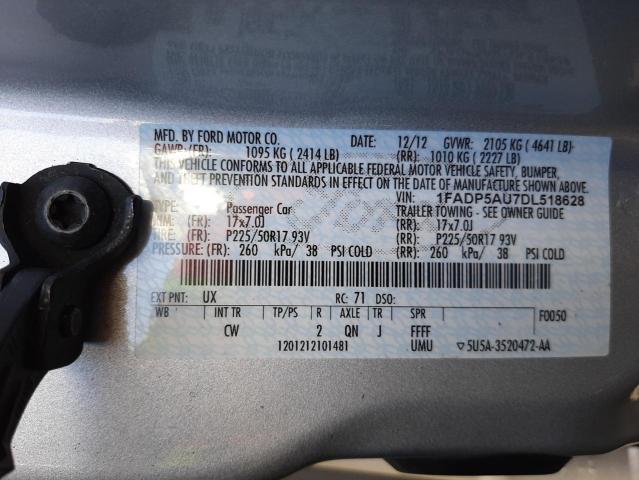 MFD. BY FORD MOTOR CO. DATE: 12/12 GVWR: 2105 KG ( 4641 LB)
GAWR (FR): 1095 KG ( 2414 LB) (RR): 1010 KG ( 2227 LB)
THIS VEHICLE CONFORMS TO ALL APPLICABLE FEDERAL MOTOR VEHICLE SAFETY, BUMPER,
AND THEFT PREVENTION STANDARDS IN EFFECT ON THE DATE OF MANUFACTURE SHOWN ABOVE.
VIN: 1FADP5AU7DL518628
TYPE: Passenger Car TRAILER TOWING - SEE OWNER GUIDE
RIM: (FR): 17x7.0J (RR): 17x7.0J
TIRE: (FR): P225/50R17 93V (RR): P225/50R17 93V
PRESSURE: (FR): 260 kPa/ 38 PSI COLD (RR): 260 kPa/ 38 PSI COLD
EXT PNT: UX RC: 71 DSO: F0050
WB INT TR TP/PS R AXLE TR SPR
CW 2 QN J FFFF
1201212101481 UMU ▽ 5U5A-3520472-AA